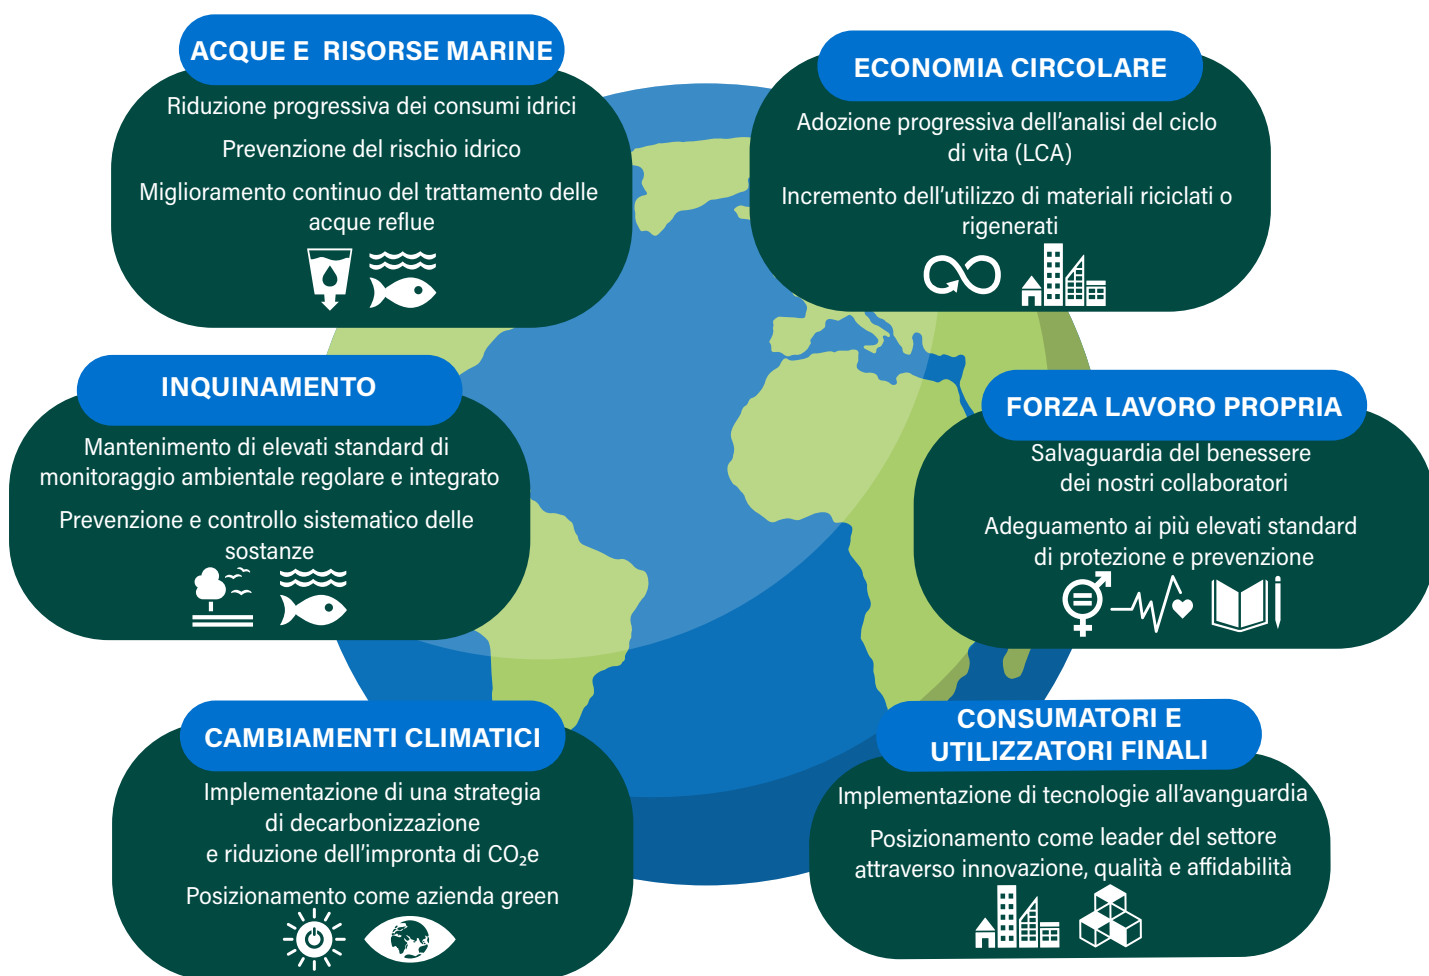 ACQUE E RISORSE MARINE
Riduzione progressiva dei consumi idrici
Prevenzione del rischio idrico
Miglioramento continuo del trattamento delle
acque reflue
ECONOMIA CIRCOLARE
Adozione progressiva dell'analisi del ciclo
di vita (LCA)
Incremento dell'utilizzo di materiali riciclati o
rigenerati
INQUINAMENTO
Mantenimento di elevati standard di
monitoraggio ambientale regolare e integrato
Prevenzione e controllo sistematico delle
sostanze
FORZA LAVORO PROPRIA
Salvaguardia del benessere
dei nostri collaboratori
Adeguamento ai più elevati standard
di protezione e prevenzione
CAMBIAMENTI CLIMATICI
Implementazione di una strategia
di decarbonizzazione
e riduzione dell'impronta di CO₂e
Posizionamento come azienda green
CONSUMATORI E
UTILIZZATORI FINALI
Implementazione di tecnologie all'avanguardia
Posizionamento come leader del settore
attraverso innovazione, qualità e affidabilità